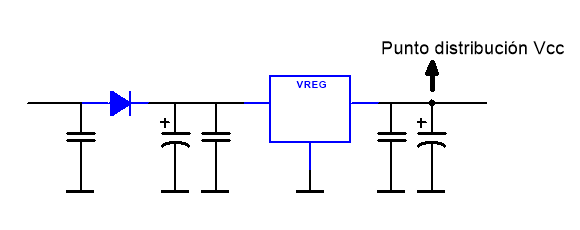 Punto distribución Vcc
VREG
+
+